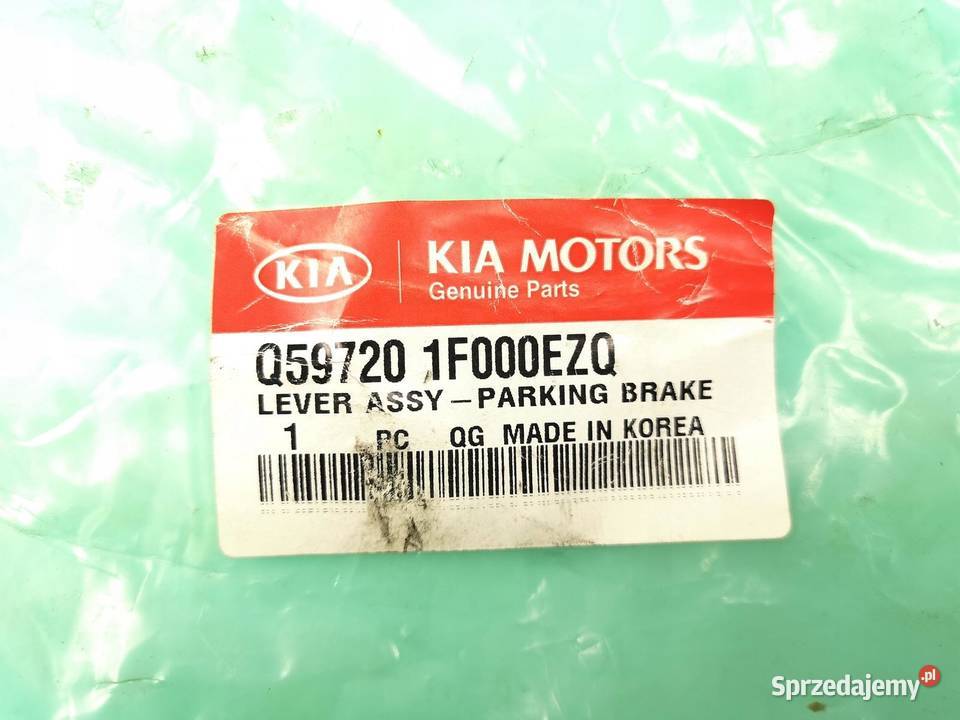 KIA
KIA MOTORS
Genuine Parts
Q59720 1F000EZQ
LEVER ASSY – PARKING BRAKE
1 PC QG MADE IN KOREA
Sprzedajemy.pl